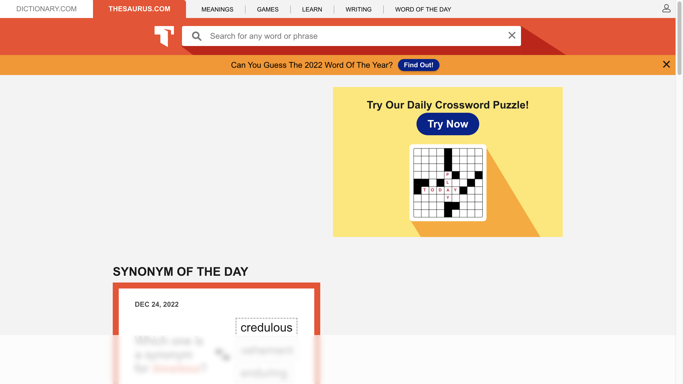 DICTIONARY.COM
THESAURUS.COM
MEANINGS
GAMES
LEARN
WRITING
WORD OF THE DAY
Search for any word or phrase
Can You Guess The 2022 Word Of The Year? Find Out!
Try Our Daily Crossword Puzzle!
Try Now
P
L
TODAY
Y
SYNONYM OF THE DAY
DEC 24, 2022
credulous
Which one is
a synonym
for
vehement
enduring